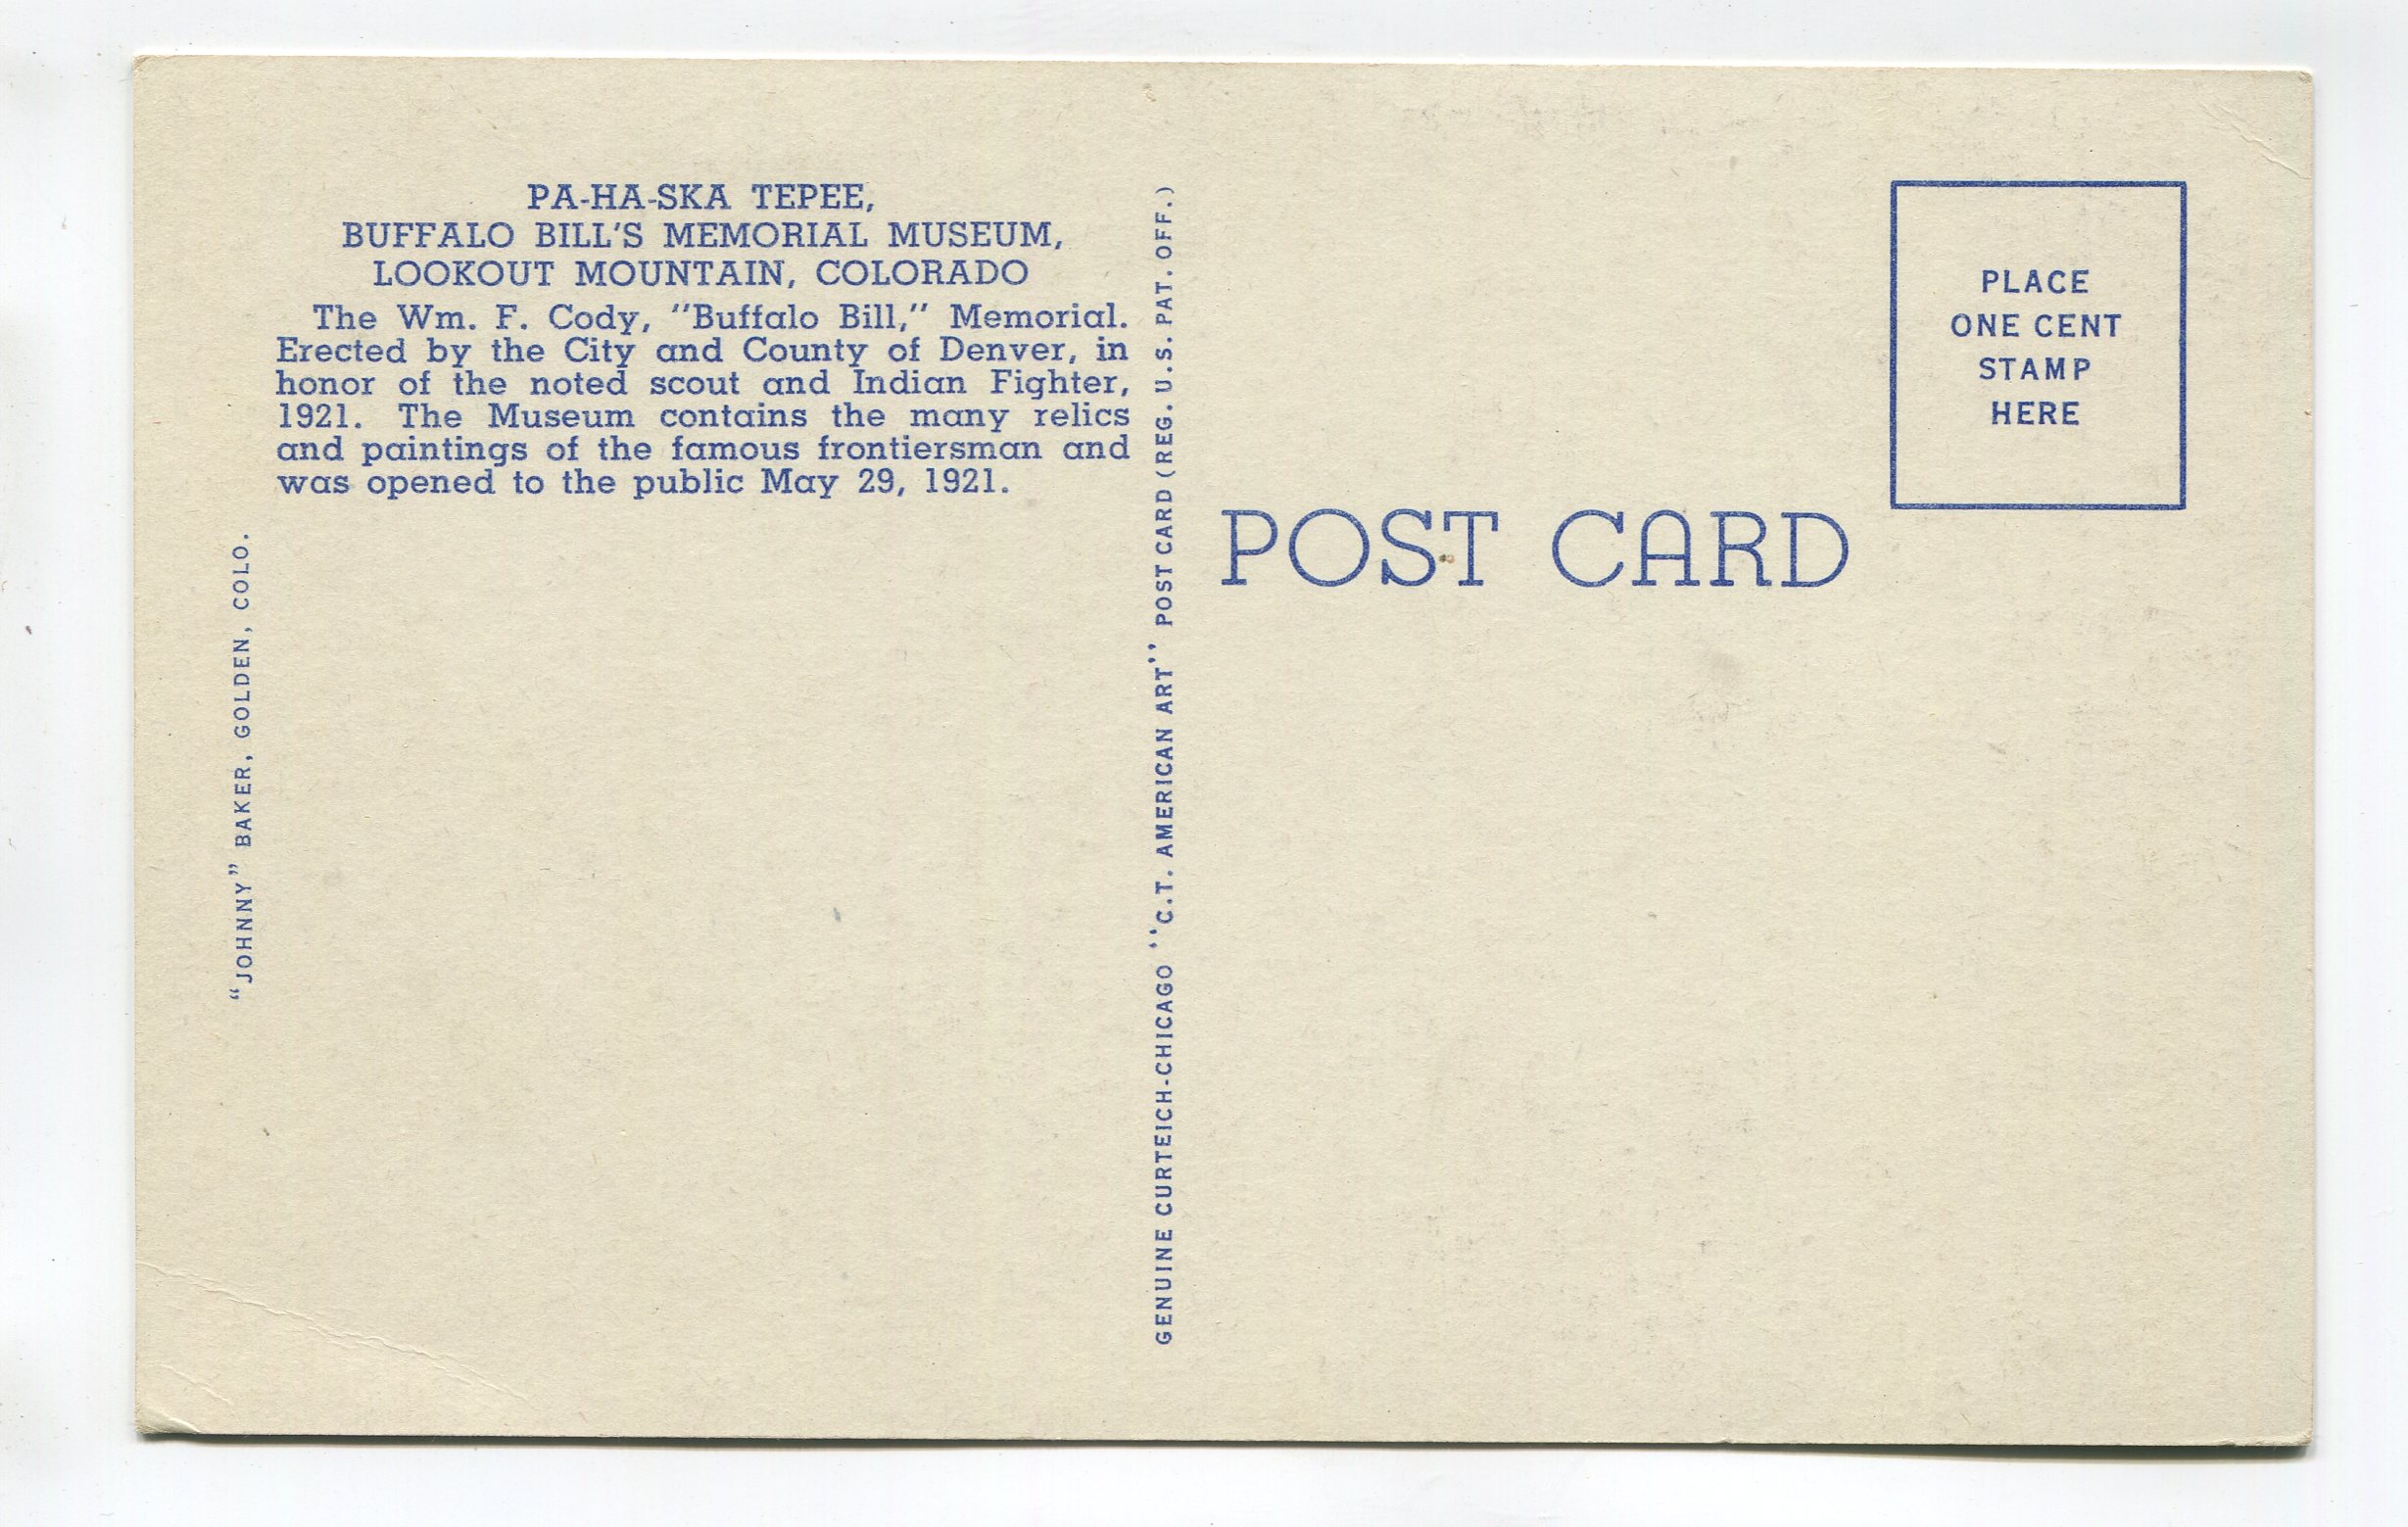 PA-HA-SKA TEPEE,
BUFFALO BILL'S MEMORIAL MUSEUM,
LOOKOUT MOUNTAIN, COLORADO
The Wm. F. Cody, "Buffalo Bill," Memorial.
Erected by the City and County of Denver, in
honor of the noted scout and Indian Fighter,
1921. The Museum contains the many relics
and paintings of the famous frontiersman and
was opened to the public May 29, 1921.
"JOHNNY" BAKER, GOLDEN, COLO.
GENUINE CURTEICH-CHICAGO "C.T. AMERICAN ART" POST CARD (REG. U.S. PAT. OFF.)
POST CARD
PLACE
ONE CENT
STAMP
HERE